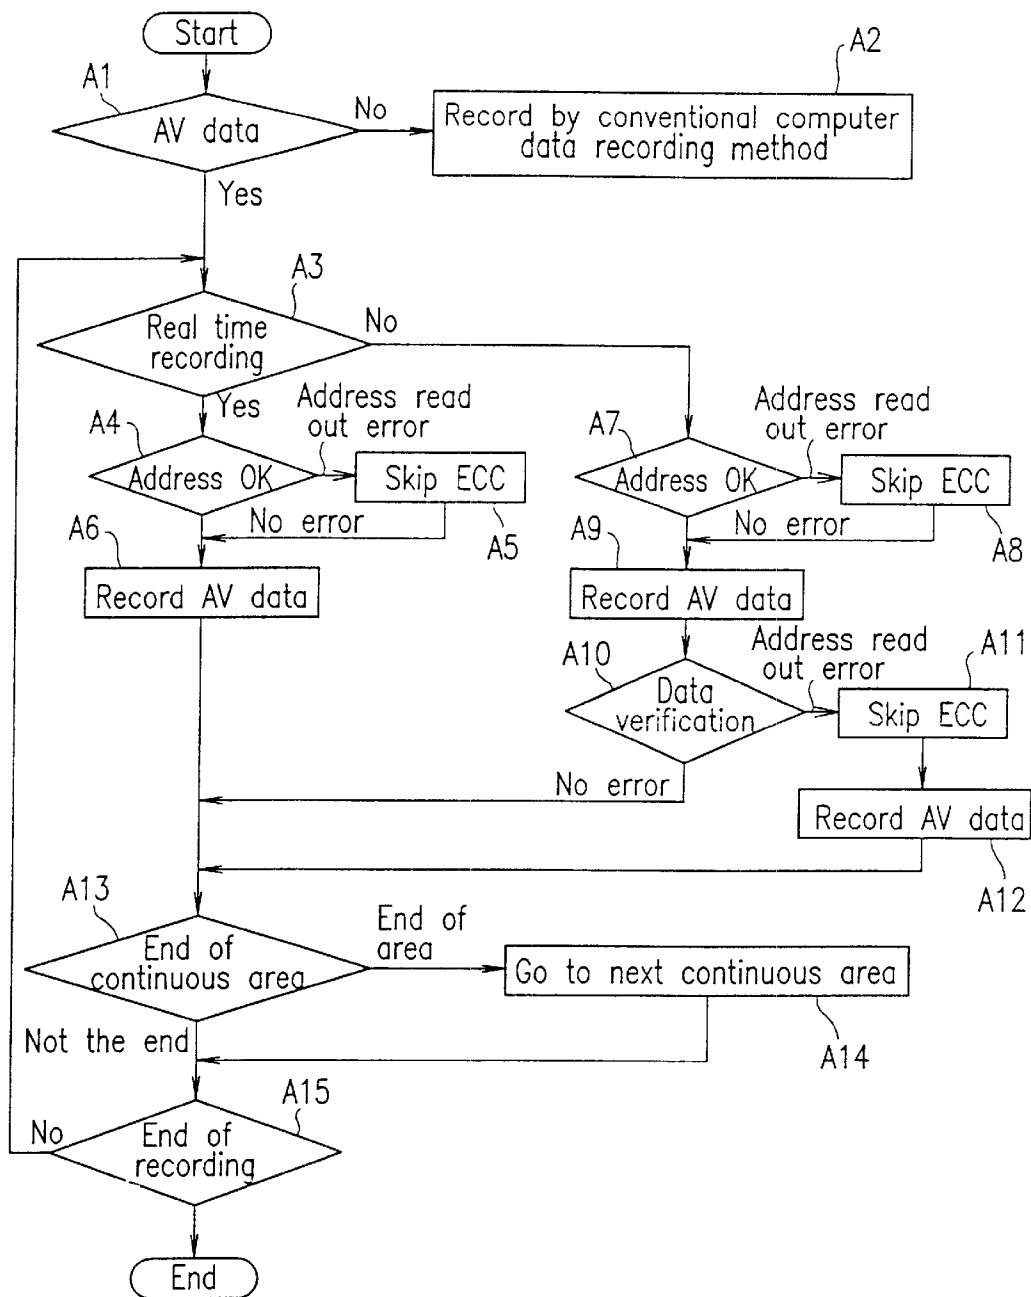 Start
A1
A2
AV data
No
Record by conventional computer
data recording method
Yes
A3
Real time
recording
No
Yes
A4
Address read
out error
Address OK
Skip ECC
A5
No error
A6
Record AV data
A7
Address read
out error
Address OK
Skip ECC
A8
No error
A9
Record AV data
A10
Address read
out error
A11
Data
verification
Skip ECC
No error
Record AV data
A12
A13
End of
continuous area
End of
area
Go to next continuous area
A14
Not the end
A15
No
End of
recording
End